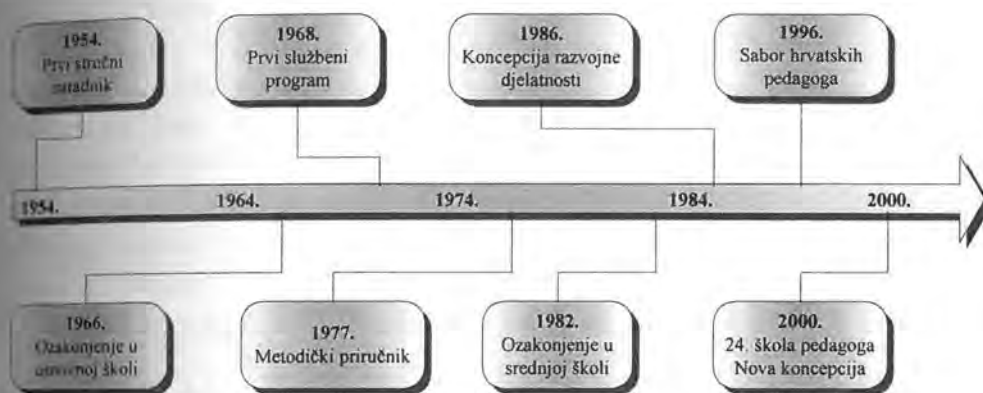 1954.
Prvi stručni
suradnik
1968.
Prvi službeni
program
1986.
Koncepcija razvojne
djelatnosti
1996.
Sabor hrvatskih
pedagoga
1954.
1964.
1974.
1984.
2000.
1966.
Ozakonjenje u
osnovnoj školi
1977.
Metodički priručnik
1982.
Ozakonjenje u
srednjoj školi
2000.
24. škola pedagoga
Nova koncepcija